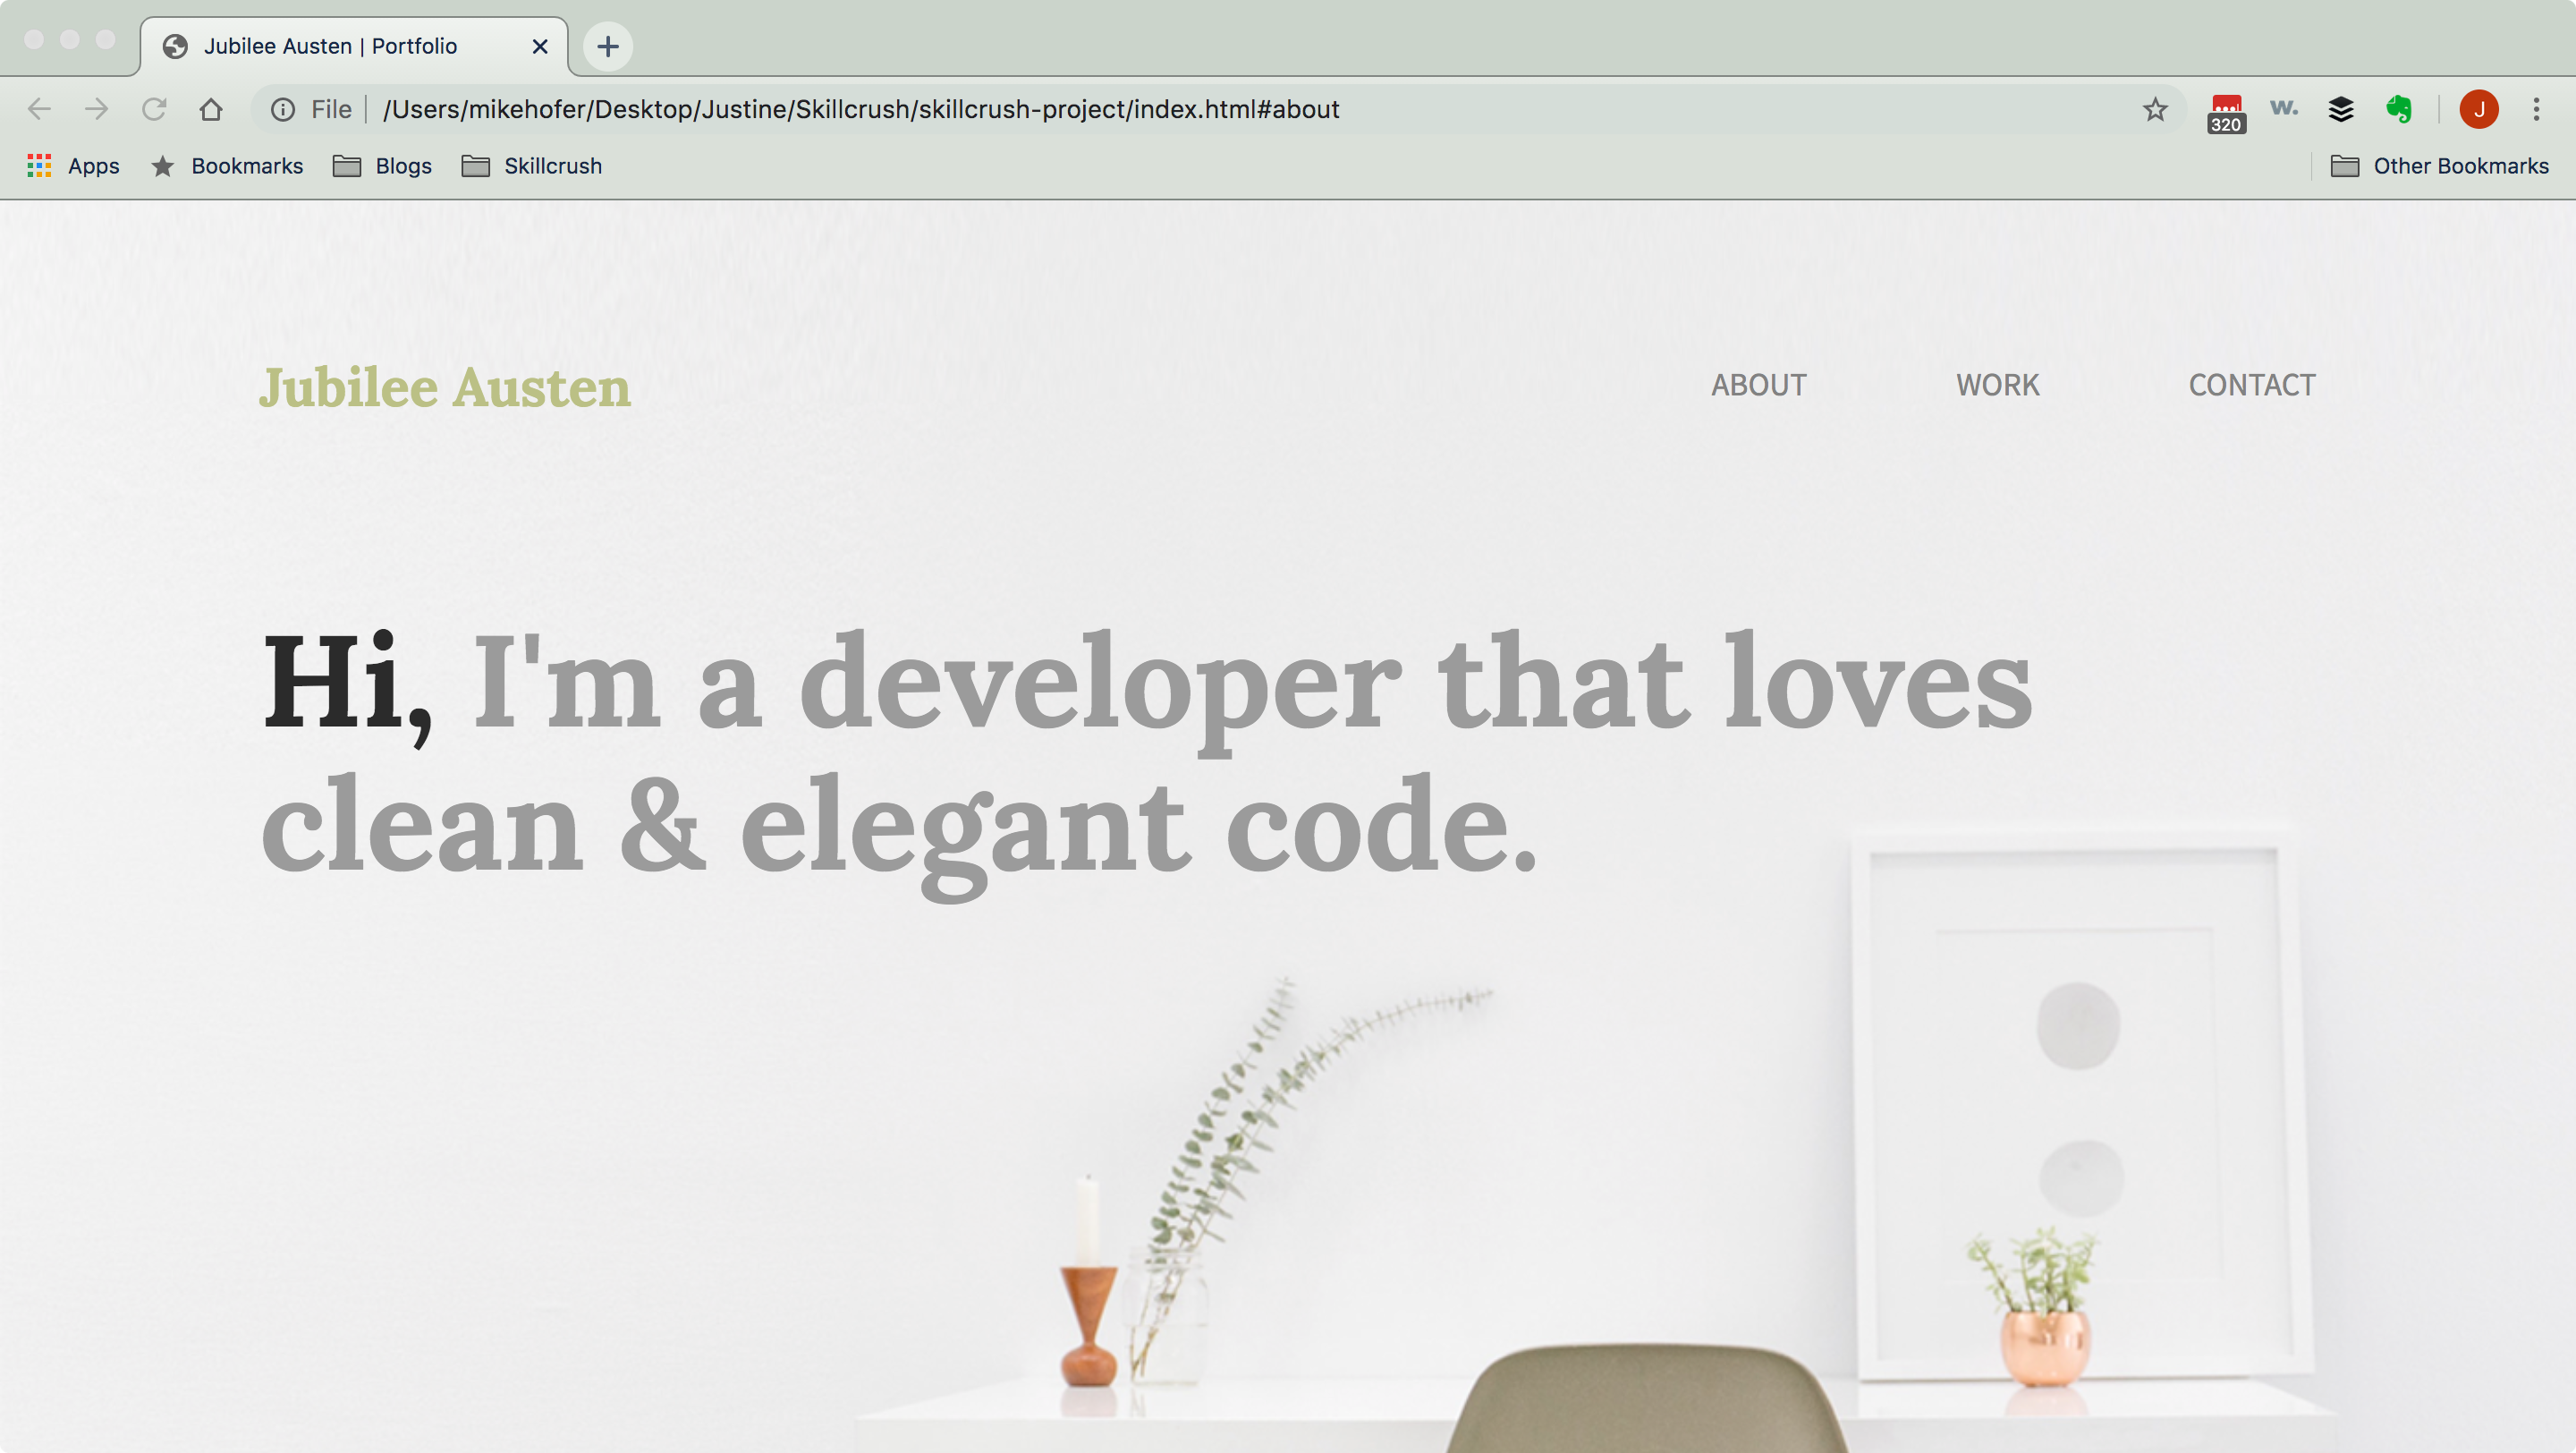 Jubilee Austen | Portfolio
File /Users/mikehofer/Desktop/Justine/Skillcrush/skillcrush-project/index.html#about
320
w.
J
Apps
Bookmarks
Blogs
Skillcrush
Other Bookmarks
Jubilee Austen
ABOUT
WORK
CONTACT
Hi, I'm a developer that loves
clean & elegant code.